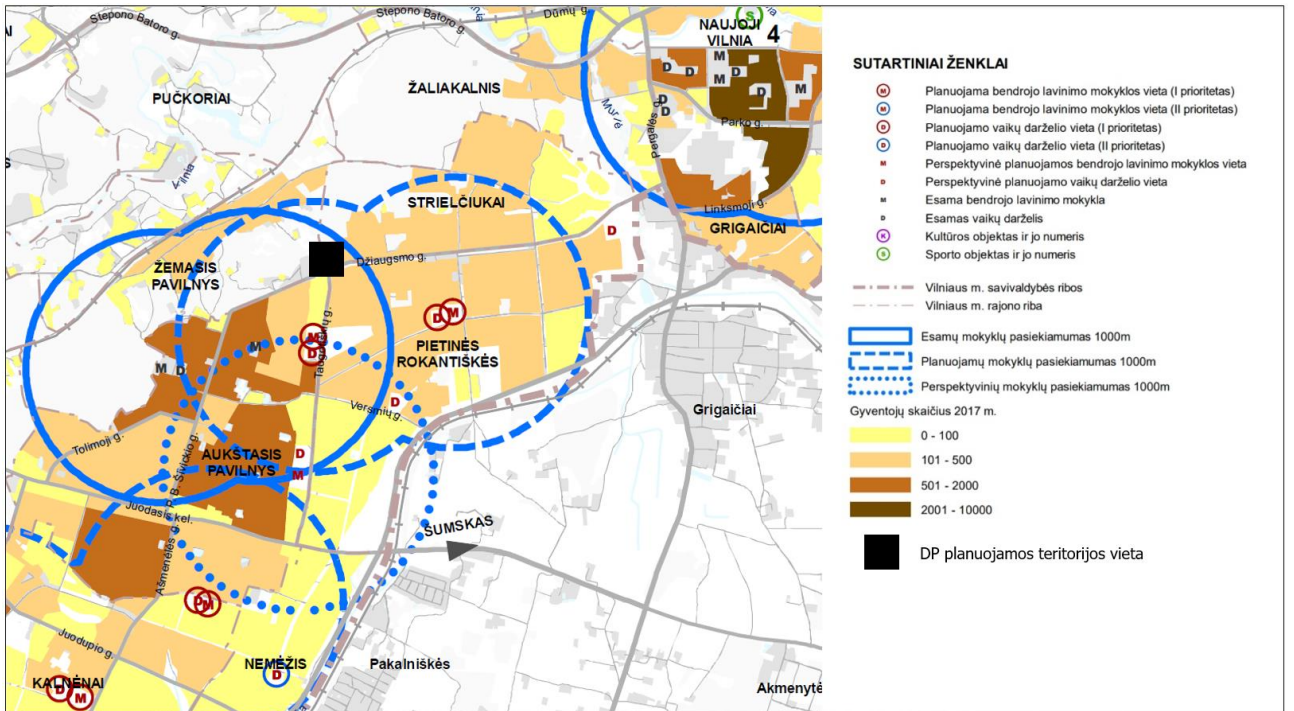 Stepono Batoro g.
Stepono Batoro g.
Dūmų g.
NAUJOJI
VILNIA 4
S
PUČKORIAI
ŽALIAKALNIS
Vilnia
Murlė
Pergalės g.
Parko g.
M
D
D
D
M
M
D
D
M
D
D
STRIELČIUKAI
Linksmoji g.
GRIGAIČIAI
D
ŽEMASIS
PAVILNYS
Džiaugsmo g.
D M
M
D
M
M D
PIETINĖS
ROKANTIŠKĖS
Versmių g.
D
Grigaičiai
Tolimoji g.
AUKŠTASIS
PAVILNYS
D
M
P. B. Šivickio g.
Juodasis kel.
ŠUMSKAS
Ašmenėlės g.
D M
Juodupio g.
NEMĖŽIS
D
Pakalniškės
KALNĖNAI
D M
Akmenytė
SUTARTINIAI ŽENKLAI
M Planuojama bendrojo lavinimo mokyklos vieta (I prioritetas)
M Planuojama bendrojo lavinimo mokyklos vieta (II prioritetas)
D Planuojamo vaikų darželio vieta (I prioritetas)
D Planuojamo vaikų darželio vieta (II prioritetas)
M Perspektyvinė planuojamos bendrojo lavinimo mokyklos vieta
D Perspektyvinė planuojamo vaikų darželio vieta
M Esama bendrojo lavinimo mokykla
D Esamas vaikų darželis
K Kultūros objektas ir jo numeris
S Sporto objektas ir jo numeris
Vilniaus m. savivaldybės ribos
Vilniaus m. rajono riba
Esamų mokyklų pasiekiamumas 1000m
Planuojamų mokyklų pasiekiamumas 1000m
Perspektyvinių mokyklų pasiekiamumas 1000m
Gyventojų skaičius 2017 m.
0 - 100
101 - 500
501 - 2000
2001 - 10000
DP planuojamos teritorijos vieta